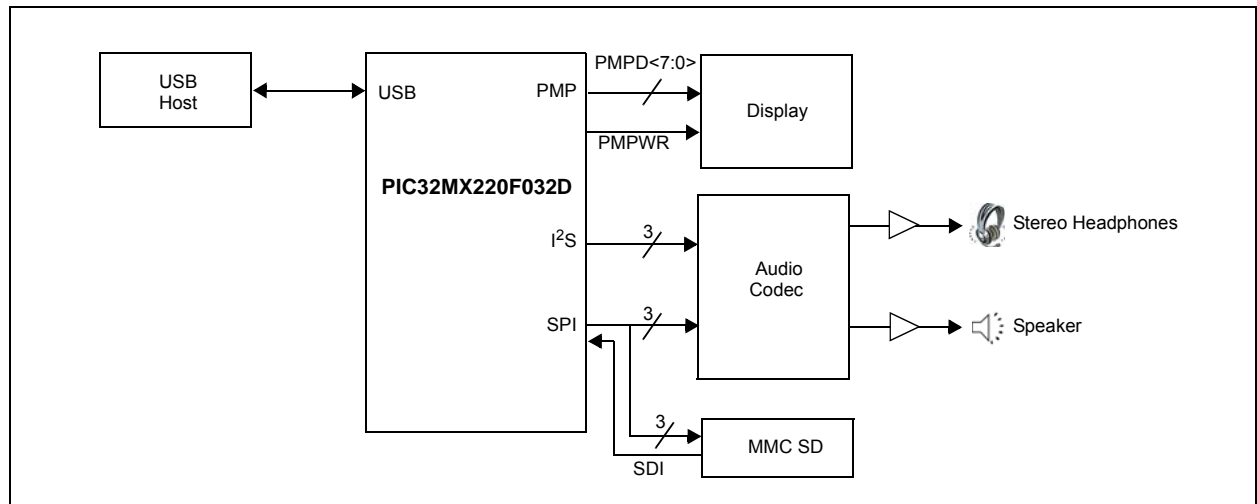 USB
Host
USB
PMP
PMPD<7:0>
PMPWR
Display
PIC32MX220F032D
I²S
3
Audio
Codec
Stereo Headphones
SPI
3
Speaker
3
SDI
MMC SD